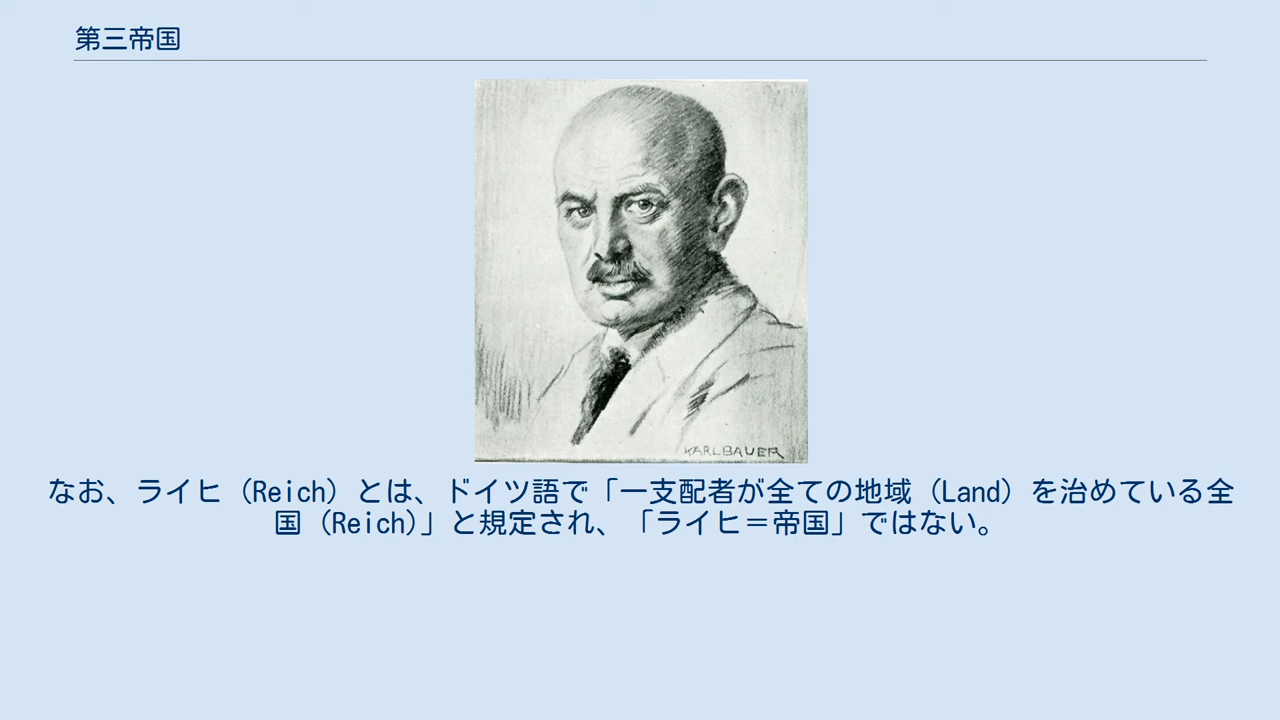 第三帝国
KARL BAUER
なお、ライヒ（Reich）とは、ドイツ語で「一支配者が全ての地域（Land）を治めている全
国（Reich)」と規定され、「ライヒ＝帝国」ではない。